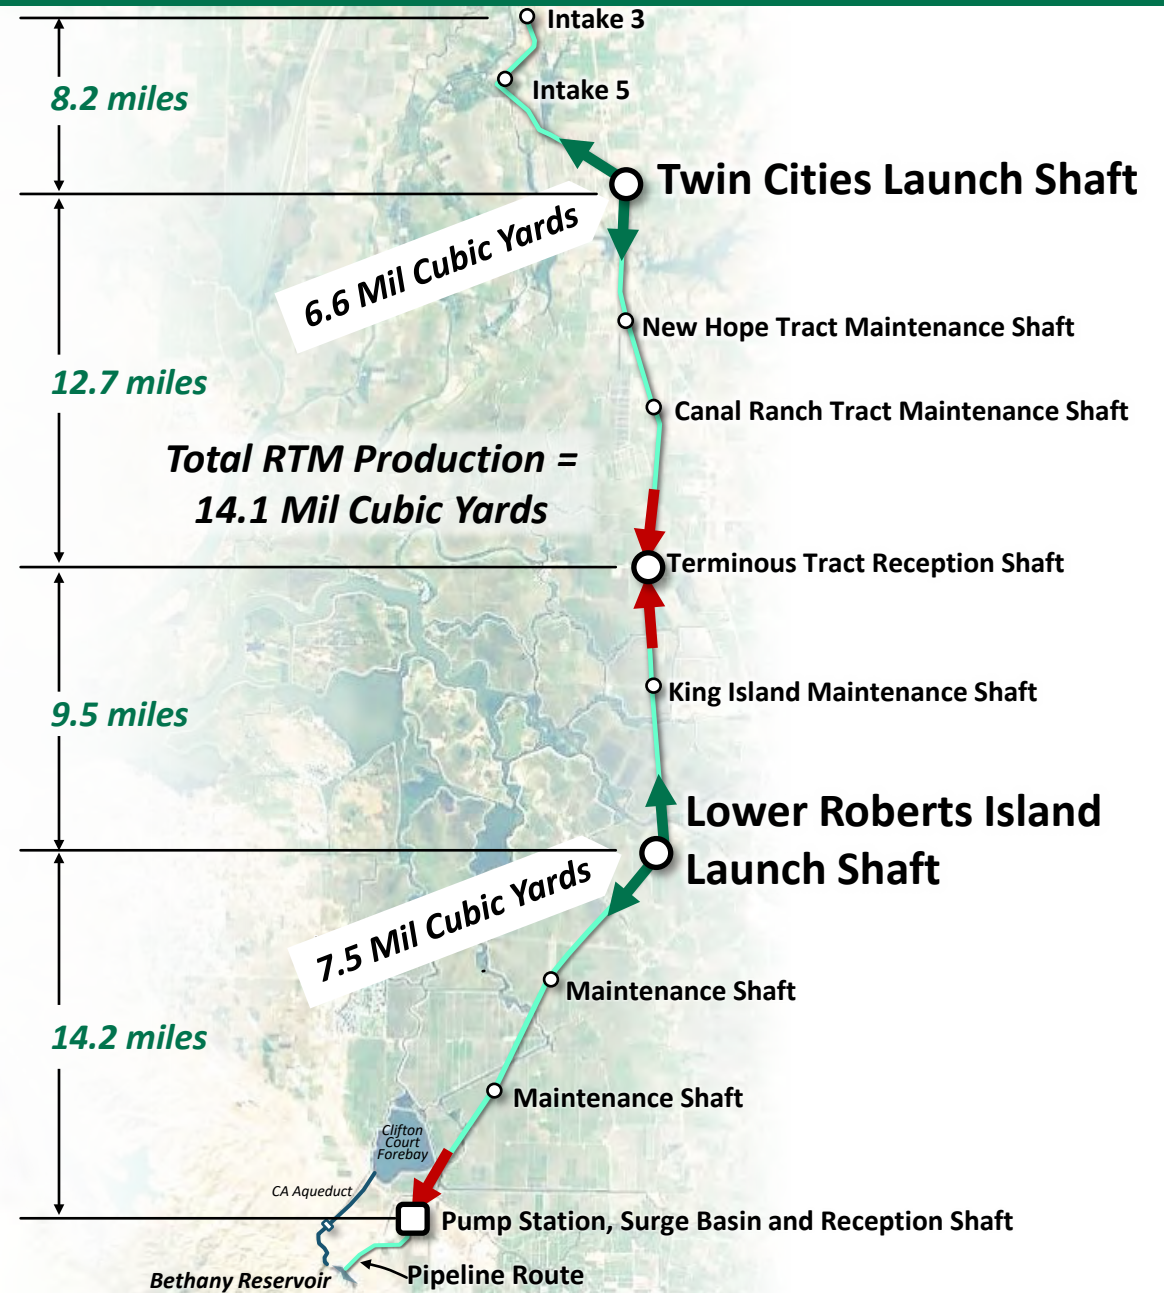 Intake 3
8.2 miles
Intake 5
Twin Cities Launch Shaft
6.6 Mil Cubic Yards
New Hope Tract Maintenance Shaft
12.7 miles
Canal Ranch Tract Maintenance Shaft
Total RTM Production =
14.1 Mil Cubic Yards
Terminous Tract Reception Shaft
King Island Maintenance Shaft
9.5 miles
Lower Roberts Island
Launch Shaft
7.5 Mil Cubic Yards
Maintenance Shaft
14.2 miles
Maintenance Shaft
Clifton
Court
Forebay
CA Aqueduct
Pump Station, Surge Basin and Reception Shaft
Bethany Reservoir
Pipeline Route